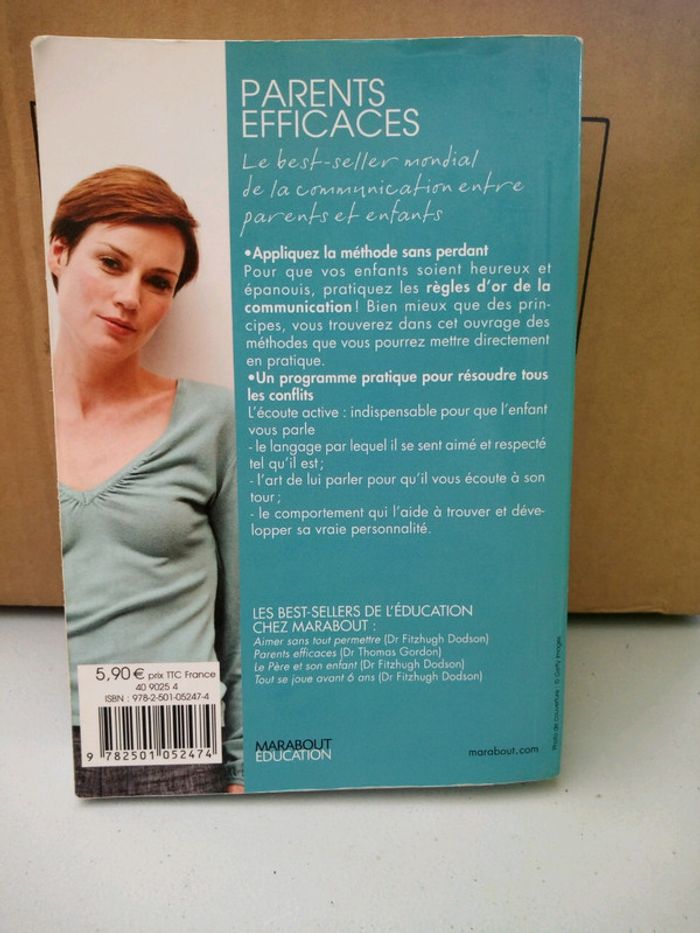 PARENTS
EFFICACES
Le best-seller mondial
de la communication entre
parents et enfants
•Appliquez la méthode sans perdant
Pour que vos enfants soient heureux et
épanouis, pratiquez les règles d'or de la
communication ! Bien mieux que des prin-
cipes, vous trouverez dans cet ouvrage des
méthodes que vous pourrez mettre directement
en pratique.
•Un programme pratique pour résoudre tous
les conflits
L'écoute active : indispensable pour que l'enfant
vous parle
- le langage par lequel il se sent aimé et respecté
tel qu'il est ;
- l'art de lui parler pour qu'il vous écoute à son
tour ;
- le comportement qui l'aide à trouver et déve-
lopper sa vraie personnalité.
LES BEST-SELLERS DE L'ÉDUCATION
CHEZ MARABOUT :
Aimer sans tout permettre (Dr Fitzhugh Dodson)
Parents efficaces (Dr Thomas Gordon)
Le Père et son enfant (Dr Fitzhugh Dodson)
Tout se joue avant 6 ans (Dr Fitzhugh Dodson)
5,90 € prix TTC France
40 9025 4
ISBN : 978-2-501-05247-4
9 782501 052474
MARABOUT
EDUCATION
marabout.com
Photo de couverture : © Getty Images